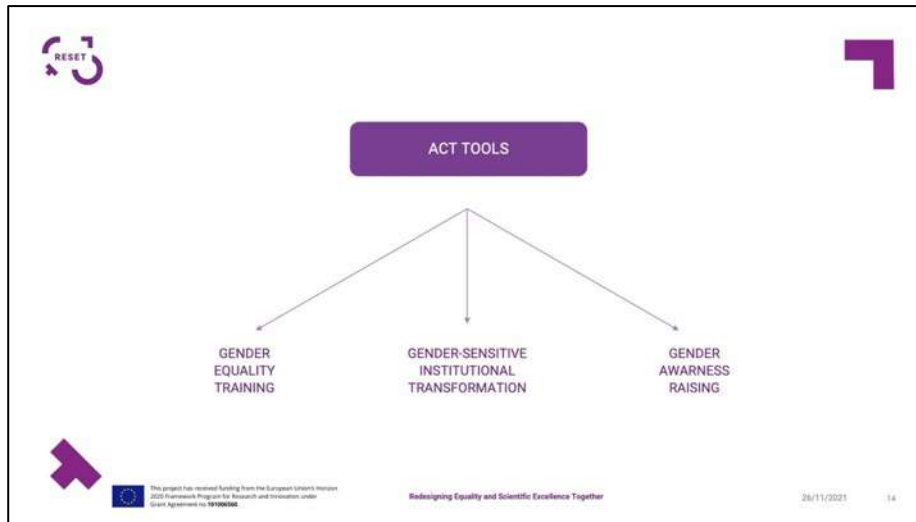 RESET
ACT TOOLS
GENDER
EQUALITY
TRAINING
GENDER-SENSITIVE
INSTITUTIONAL
TRANSFORMATION
GENDER
AWARNESS
RAISING
This project has received funding from the European Union's Horizon
2020 Framework Program for Research and Innovation under
Grant Agreement no 101006560.
Redesigning Equality and Scientific Excellence Together
26/11/2021
14